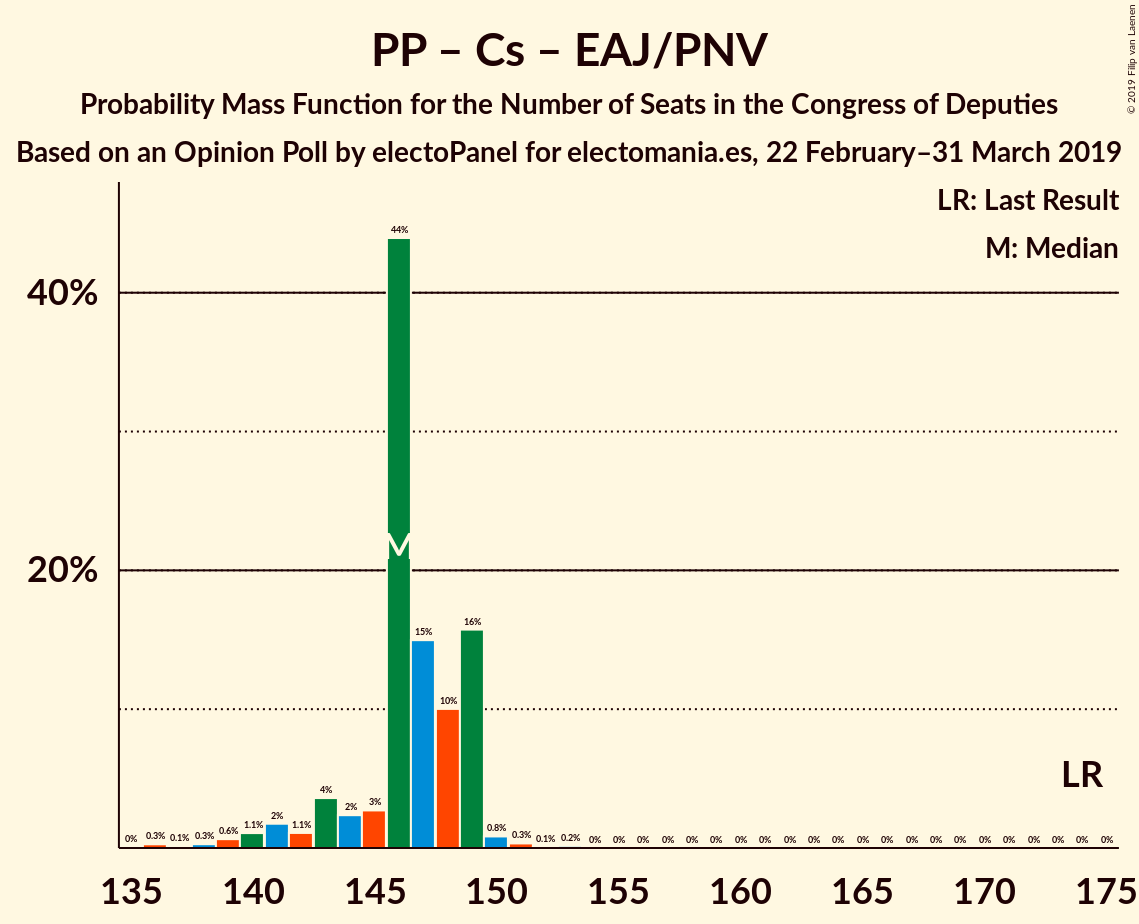 PP – Cs – EAJ/PNV
Probability Mass Function for the Number of Seats in the Congress of Deputies
Based on an Opinion Poll by electoPanel for electomania.es, 22 February–31 March 2019
© 2019 Filip van Laenen
LR: Last Result
M: Median
40%
20%
44%
M
15%
10%
16%
LR
0% 0.3% 0.1% 0.3% 0.6% 1.1% 2% 1.1% 4% 2% 3% 0.8% 0.3% 0.1% 0.2% 0% 0% 0% 0% 0% 0% 0% 0% 0% 0% 0% 0% 0% 0% 0% 0% 0% 0% 0% 0% 0% 0%
135 140 145 150 155 160 165 170 175